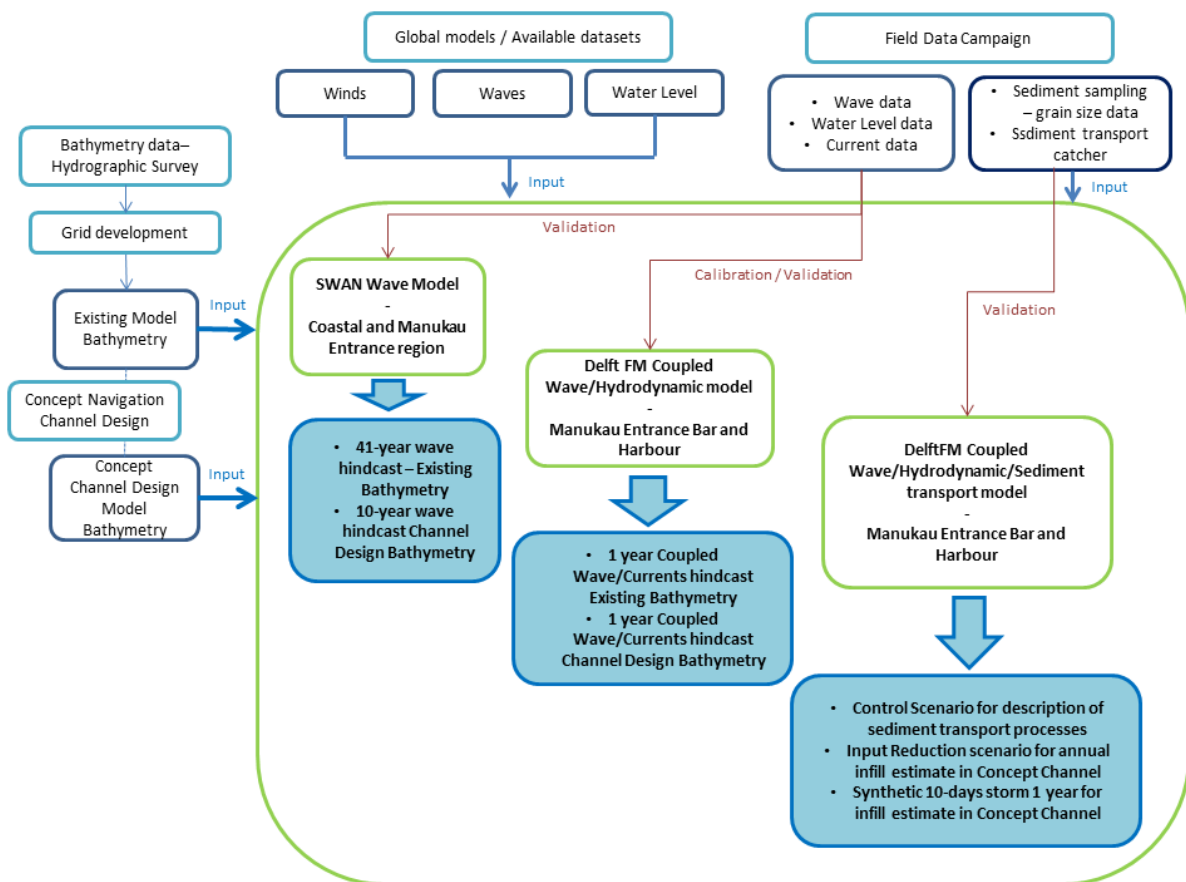 Global models / Available datasets
Field Data Campaign
Winds
Waves
Water Level
• Wave data
• Water Level data
• Current data
• Sediment sampling
– grain size data
• Ssdiment transport
catcher
Bathymetry data–
Hydrographic Survey
Input
Input
Grid development
Validation
Calibration / Validation
Validation
Existing Model
Bathymetry
Input
SWAN Wave Model
-
Coastal and Manukau
Entrance region
Delft FM Coupled
Wave/Hydrodynamic model
-
Manukau Entrance Bar and
Harbour
Concept Navigation
Channel Design
DelftFM Coupled
Wave/Hydrodynamic/Sediment
transport model
-
Manukau Entrance Bar and
Harbour
Concept
Channel Design
Model
Bathymetry
Input
• 41-year wave
hindcast – Existing
Bathymetry
• 10-year wave
hindcast Channel
Design Bathymetry
• 1 year Coupled
Wave/Currents hindcast
Existing Bathymetry
• 1 year Coupled
Wave/Currents hindcast
Channel Design Bathymetry
• Control Scenario for description of
sediment transport processes
• Input Reduction scenario for annual
infill estimate in Concept Channel
• Synthetic 10-days storm 1 year for
infill estimate in Concept Channel